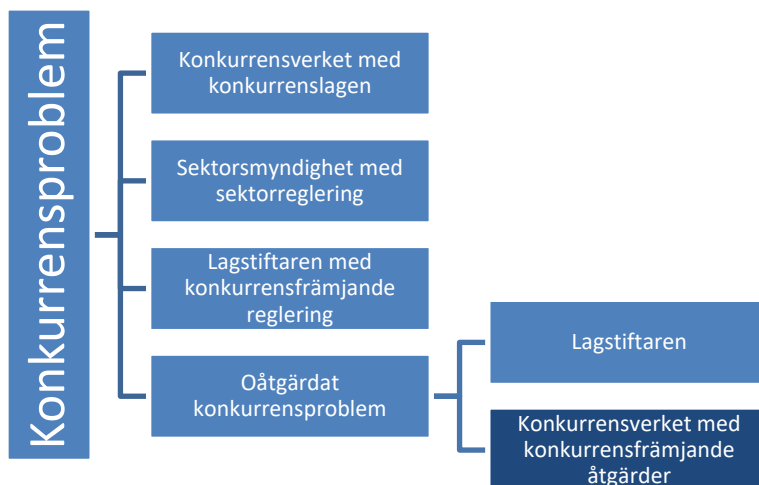 Konkurrensproblem
Konkurrensverket med
konkurrenslagen
Sektorsmyndighet med
sektorreglering
Lagstiftaren med
konkurrensfrämjande
reglering
Oåtgärdat
konkurrensproblem
Lagstiftaren
Konkurrensverket med
konkurrensfrämjande
åtgärder